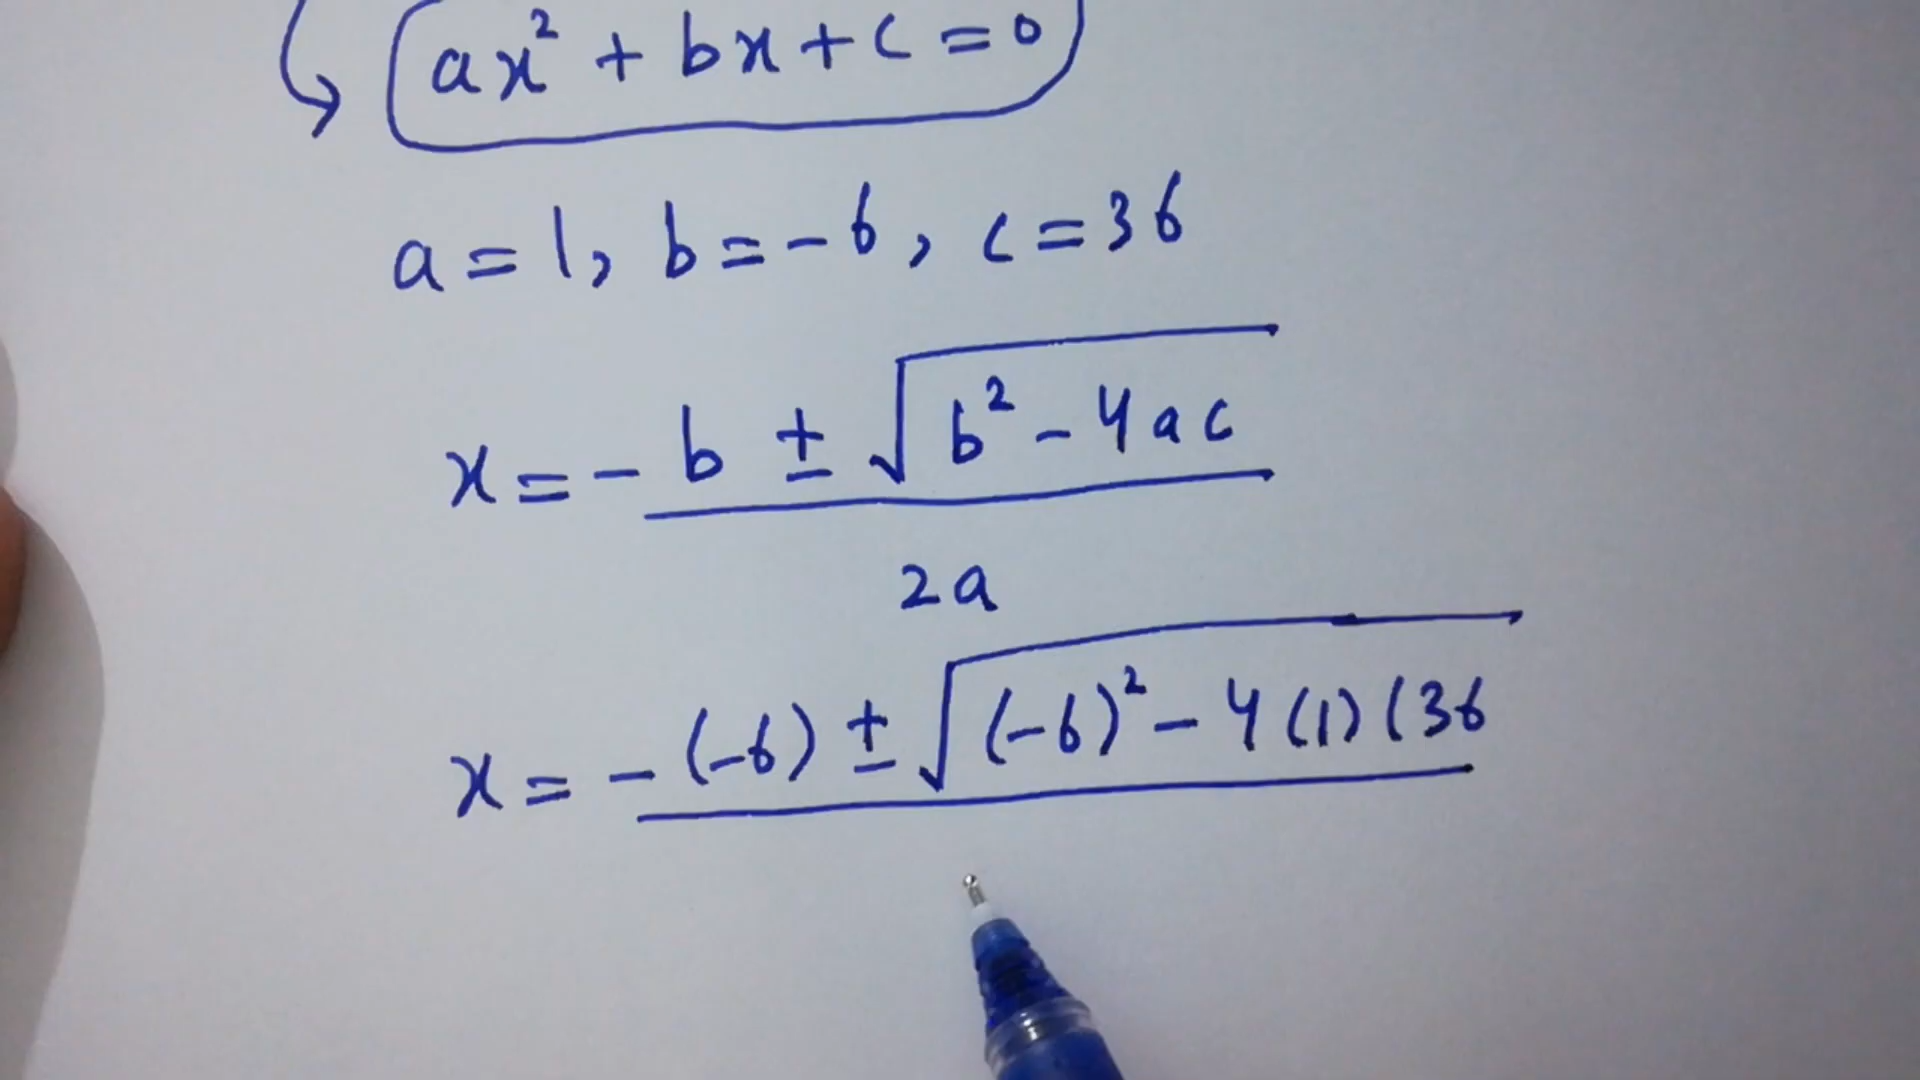 ax² + bx + c = 0
a = 1, b = - 6, c = 36
x = - b ± √b² - 4ac
2a
x = - (-6) ± √(-6)² - 4 (1) (36